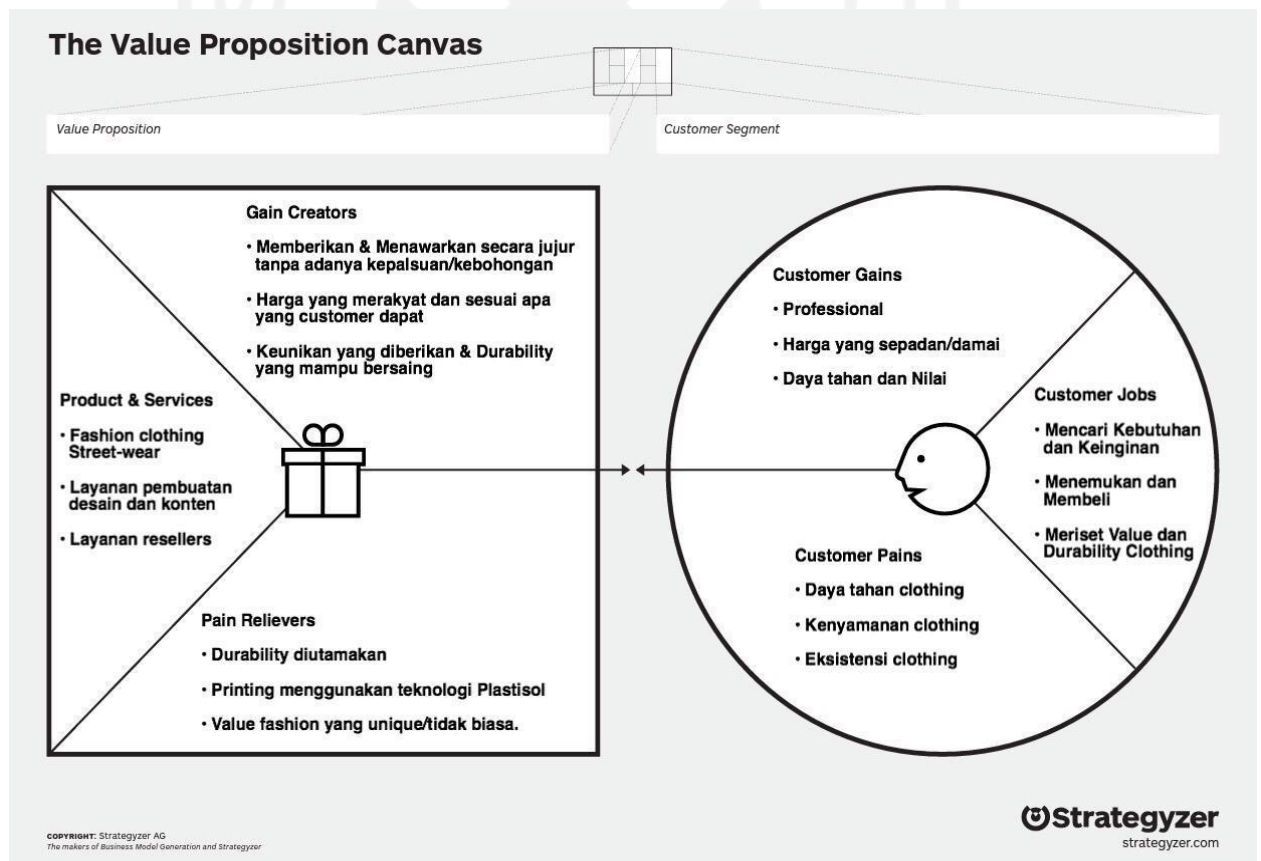 The Value Proposition Canvas
Value Proposition
Customer Segment
Gain Creators
• Memberikan & Menawarkan secara jujur
tanpa adanya kepalsuan/kebohongan
• Harga yang merakyat dan sesuai apa
yang customer dapat
• Keunikan yang diberikan & Durability
yang mampu bersaing
Product & Services
• Fashion clothing
Street-wear
• Layanan pembuatan
desain dan konten
• Layanan resellers
Pain Relievers
• Durability diutamakan
• Printing menggunakan teknologi Plastisol
• Value fashion yang unique/tidak biasa.
Customer Gains
• Professional
• Harga yang sepadan/damai
• Daya tahan dan Nilai
Customer Jobs
• Mencari Kebutuhan
dan Keinginan
• Menemukan dan
Membeli
• Meriset Value dan
Durability Clothing
Customer Pains
• Daya tahan clothing
• Kenyamanan clothing
• Eksistensi clothing
COPYRIGHT: Strategyzer AG
The makers of Business Model Generation and Strategyzer
Strategyzer
strategyzer.com